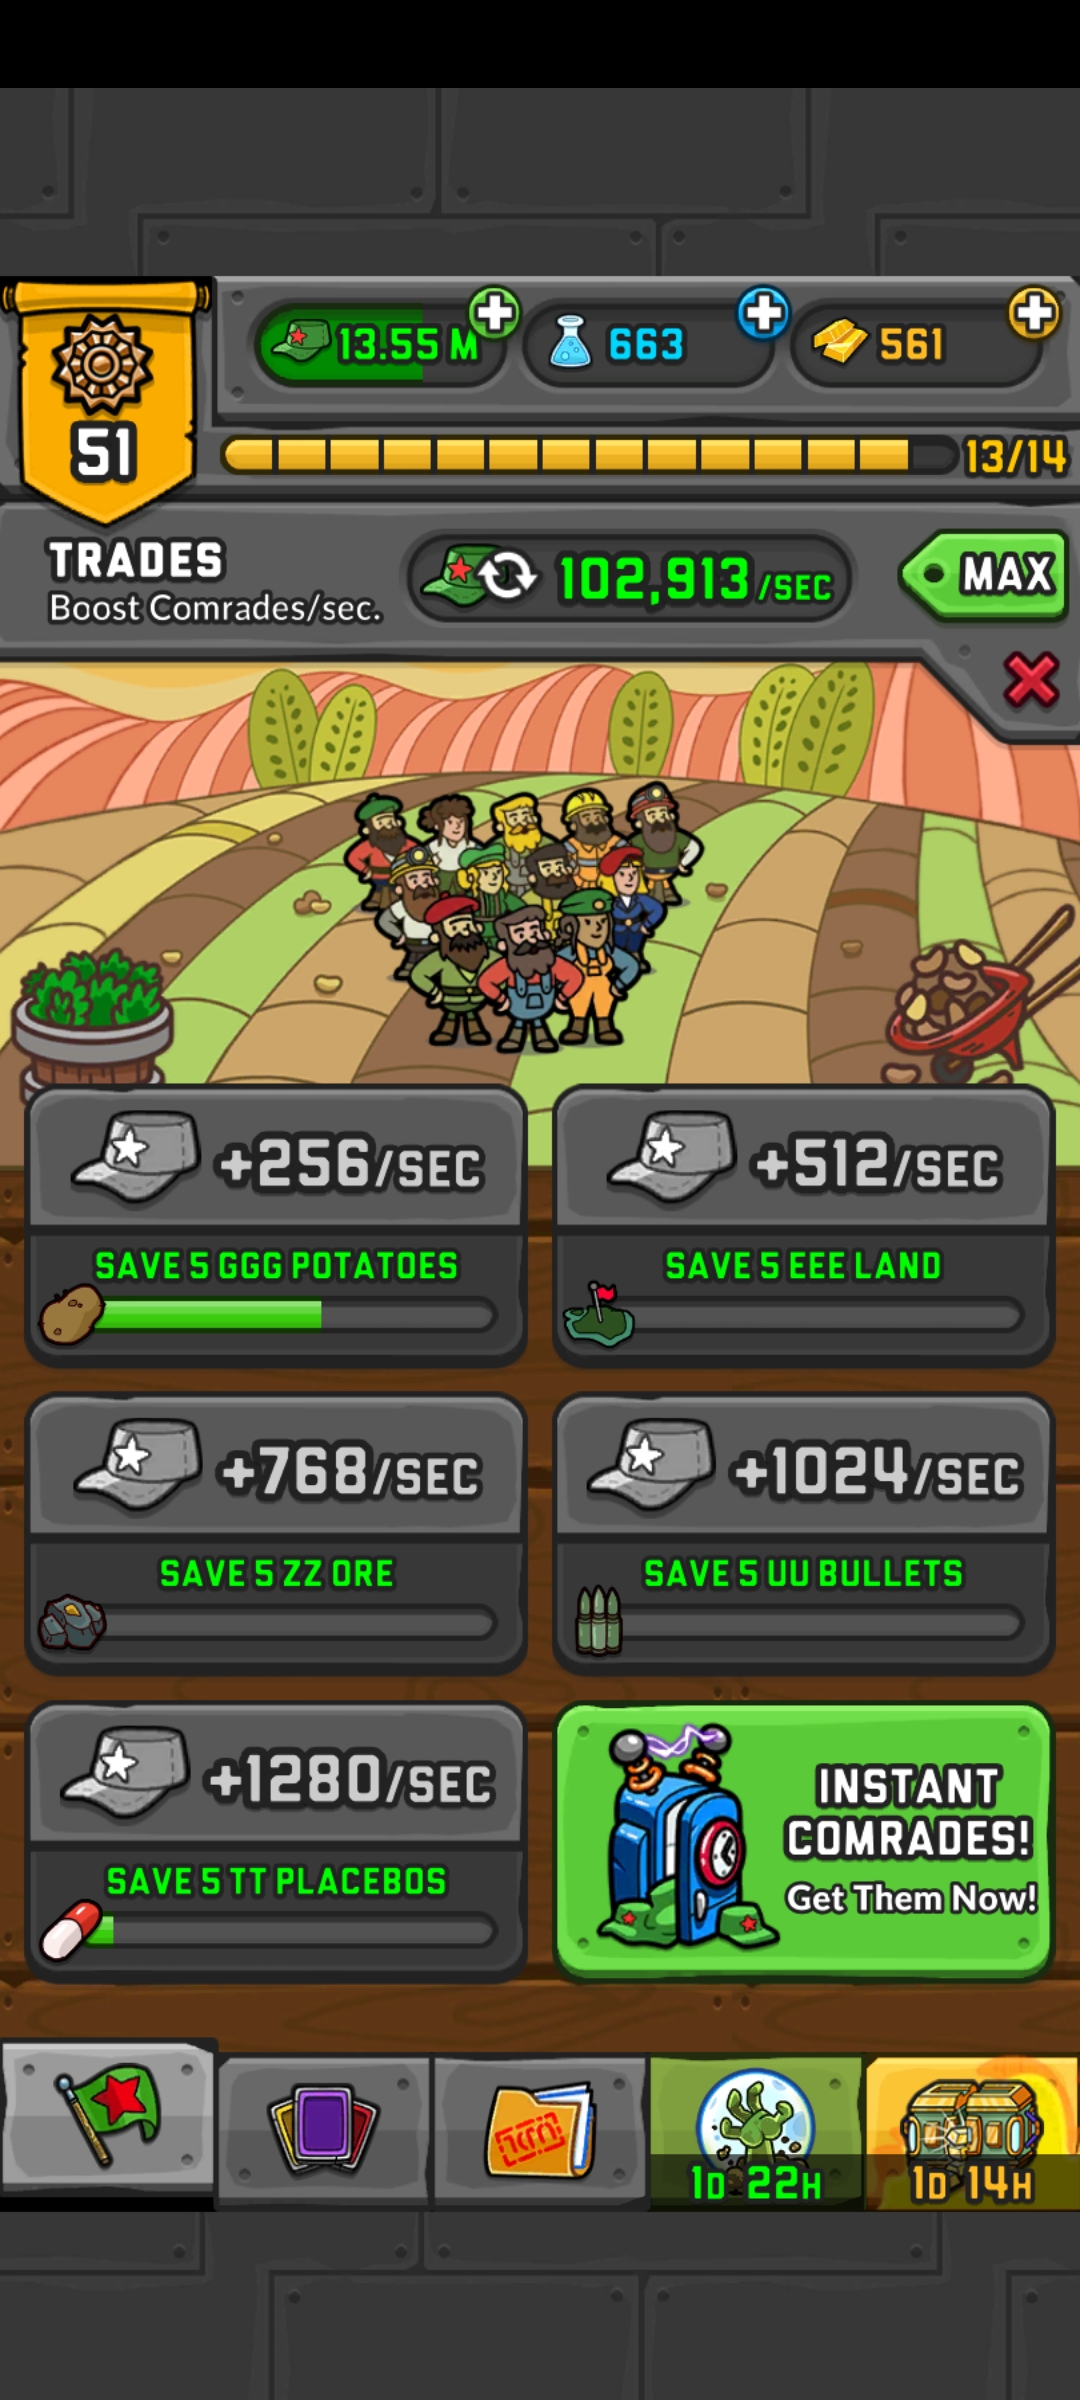 13.55 M
663
561
51
13/14
TRADES
Boost Comrades/sec.
102,913/SEC
MAX
+256/SEC
SAVE 5 GGG POTATOES
+512/SEC
SAVE 5 EEE LAND
+768/SEC
SAVE 5 ZZ ORE
+1024/SEC
SAVE 5 UU BULLETS
+1280/SEC
SAVE 5 TT PLACEBOS
INSTANT
COMRADES!
Get Them Now!
1D 22H
1D 14H